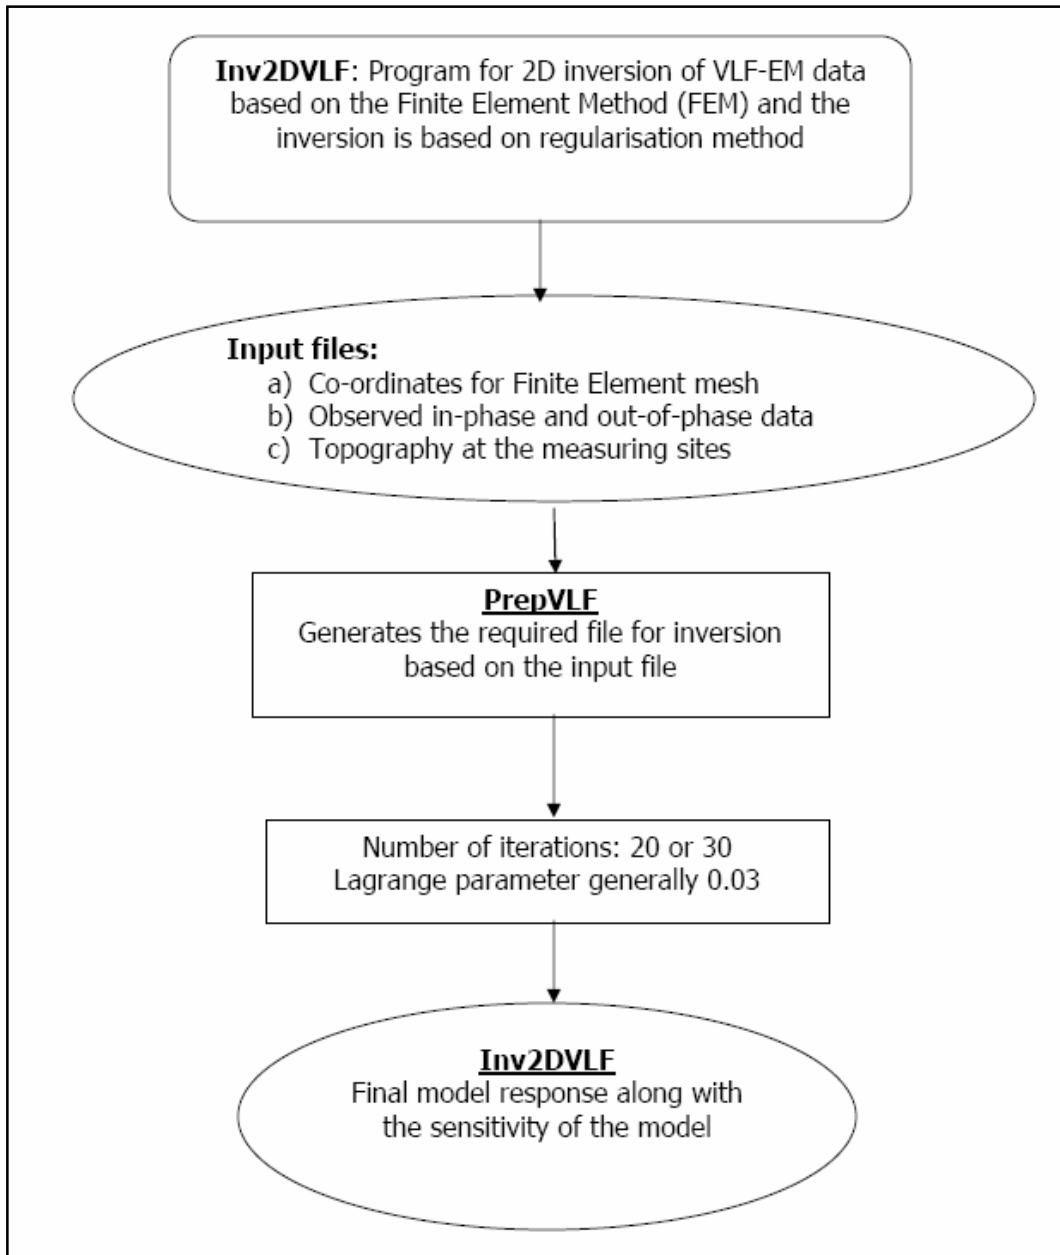 Inv2DVLF: Program for 2D inversion of VLF-EM data
based on the Finite Element Method (FEM) and the
inversion is based on regularisation method
Input files:
a) Co-ordinates for Finite Element mesh
b) Observed in-phase and out-of-phase data
c) Topography at the measuring sites
PrepVLF
Generates the required file for inversion
based on the input file
Number of iterations: 20 or 30
Lagrange parameter generally 0.03
Inv2DVLF
Final model response along with
the sensitivity of the model